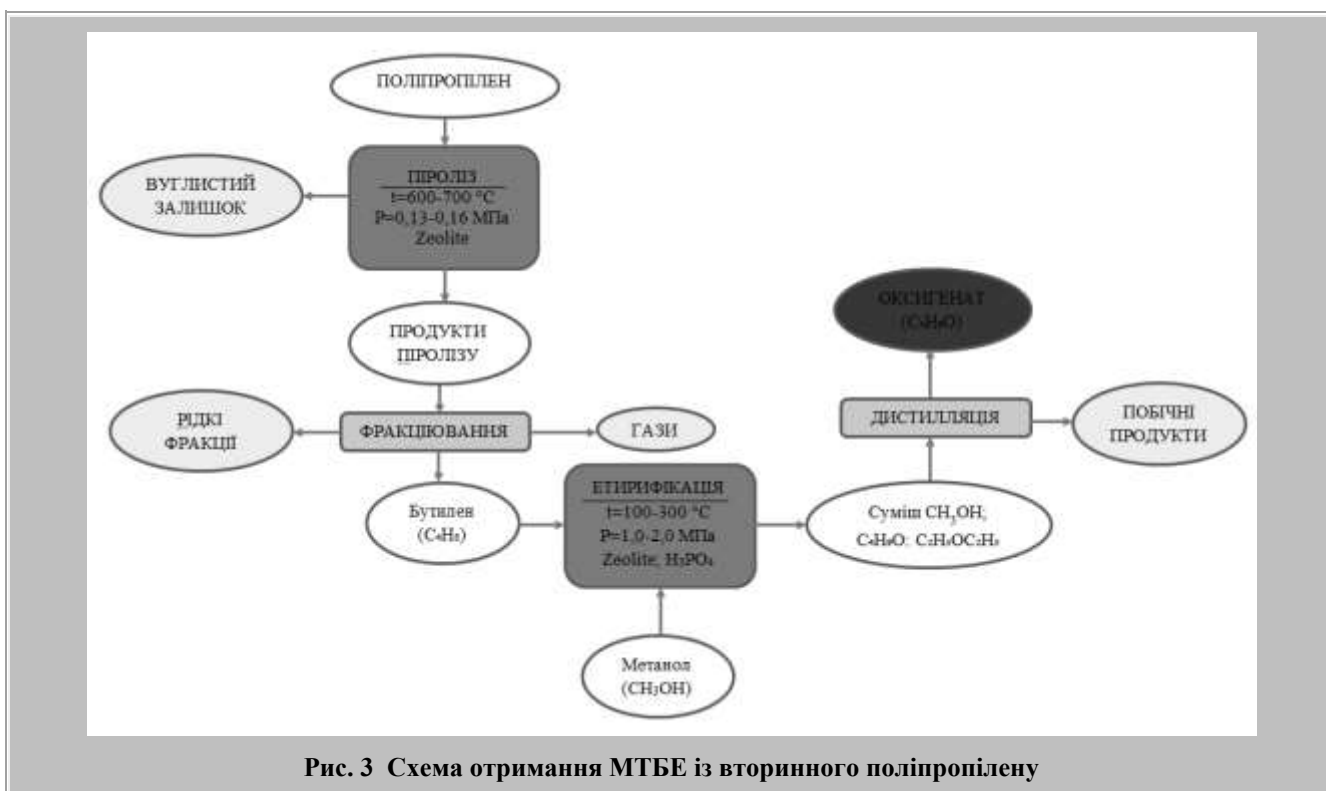 ПОЛІПРОПІЛЕН
ВУГЛИСТИЙ
ЗАЛИШОК
ПІРОЛІЗ
t=600-700 °C
P=0,13-0,16 МПа
Zeolite
ПРОДУКТИ
ПІРОЛІЗУ
РІДКІ
ФРАКЦІЇ
ФРАКЦІЮВАННЯ
ГАЗИ
Бутилен
(C₄H₈)
ЕТИРИФІКАЦІЯ
t=100-300 °C
P=1,0-2,0 МПа
Zeolite; H₃PO₄
Метанол
(CH₃OH)
Суміш CH₃OH;
ДИСТИЛЛЯЦІЯ
ПОБІЧНІ
ПРОДУКТИ
ОКСИГЕНАТ
Рис. 3 Схема отримання МТБЕ із вторинного поліпропілену